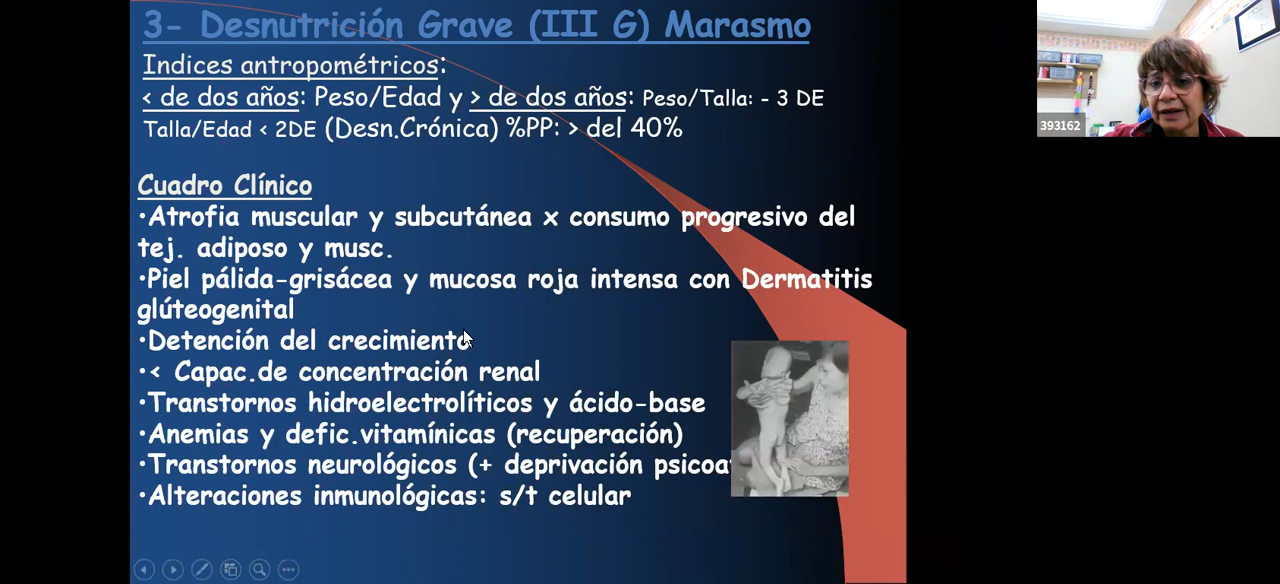 3- Desnutrición Grave (III G) Marasmo
Indices antropométricos:
< de dos años: Peso/Edad y > de dos años: Peso/Talla: - 3 DE
Talla/Edad < 2DE (Desn.Crónica) %PP: > del 40%
Cuadro Clínico
•Atrofia muscular y subcutánea x consumo progresivo del
tej. adiposo y musc.
•Piel pálida-grisácea y mucosa roja intensa con Dermatitis
glúteogenital
•Detención del crecimiento
•< Capac.de concentración renal
•Transtornos hidroelectrolíticos y ácido-base
•Anemias y defic.vitamínicas (recuperación)
•Transtornos neurológicos (+ deprivación
•Alteraciones inmunológicas: s/t celular
393162